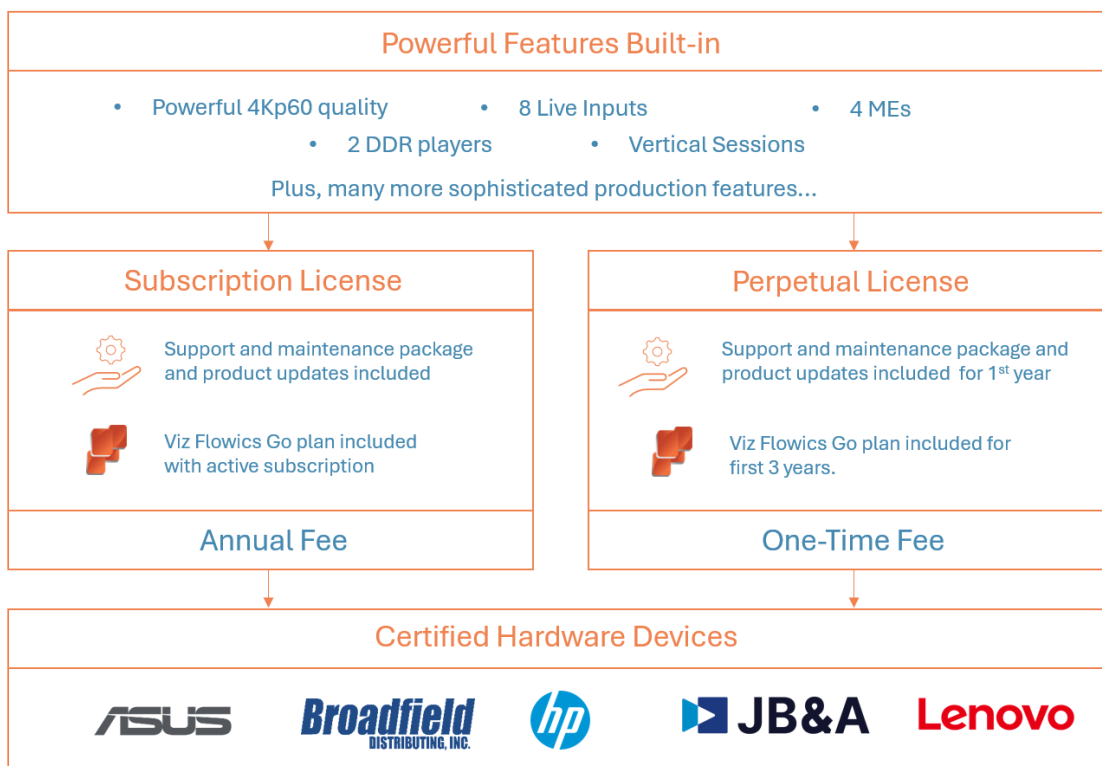 Powerful Features Built-in
• Powerful 4Kp60 quality • 8 Live Inputs • 4 MEs
• 2 DDR players • Vertical Sessions
Plus, many more sophisticated production features...
Subscription License
Support and maintenance package
and product updates included
Viz Flowics Go plan included
with active subscription
Annual Fee
Perpetual License
Support and maintenance package and
product updates included for 1st year
Viz Flowics Go plan included for
first 3 years.
One-Time Fee
Certified Hardware Devices
ASUS
Broadfield
DISTRIBUTING, INC.
hp
JB&A
Lenovo